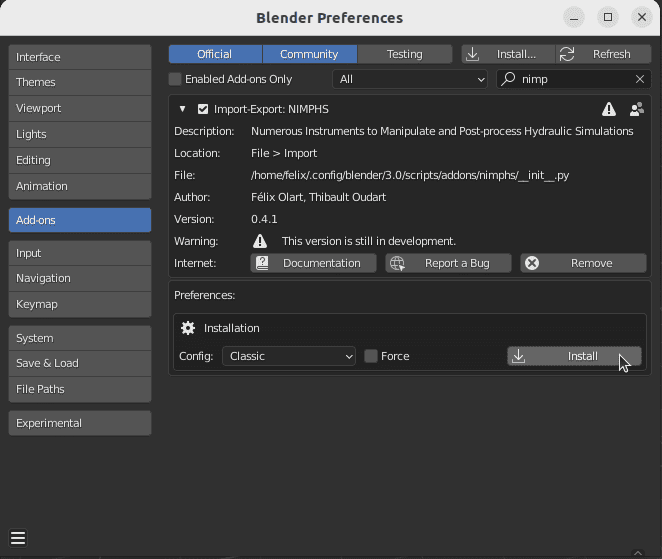 Blender Preferences
Interface
Themes
Viewport
Lights
Editing
Animation
Add-ons
Input
Navigation
Keymap
System
Save & Load
File Paths
Experimental
Official Community Testing Install... Refresh
Enabled Add-ons Only All nimp
Import-Export: NIMPHS
Description: Numerous Instruments to Manipulate and Post-process Hydraulic Simulations
Location: File > Import
File: /home/felix/.config/blender/3.0/scripts/addons/nimphs/__init__.py
Author: Félix Olart, Thibault Oudart
Version: 0.4.1
Warning: This version is still in development.
Internet: Documentation Report a Bug Remove
Preferences:
Installation
Config: Classic Force Install